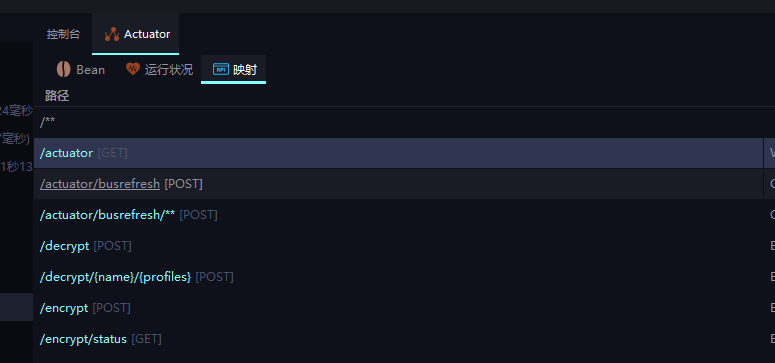 控制台 Actuator
Bean 运行状况 映射
路径
24毫秒
/**
毫秒)
/actuator [GET]
1秒13
/actuator/busrefresh [POST]
/actuator/busrefresh/** [POST]
/decrypt [POST]
/decrypt/{name}/{profiles} [POST]
/encrypt [POST]
/encrypt/status [GET]